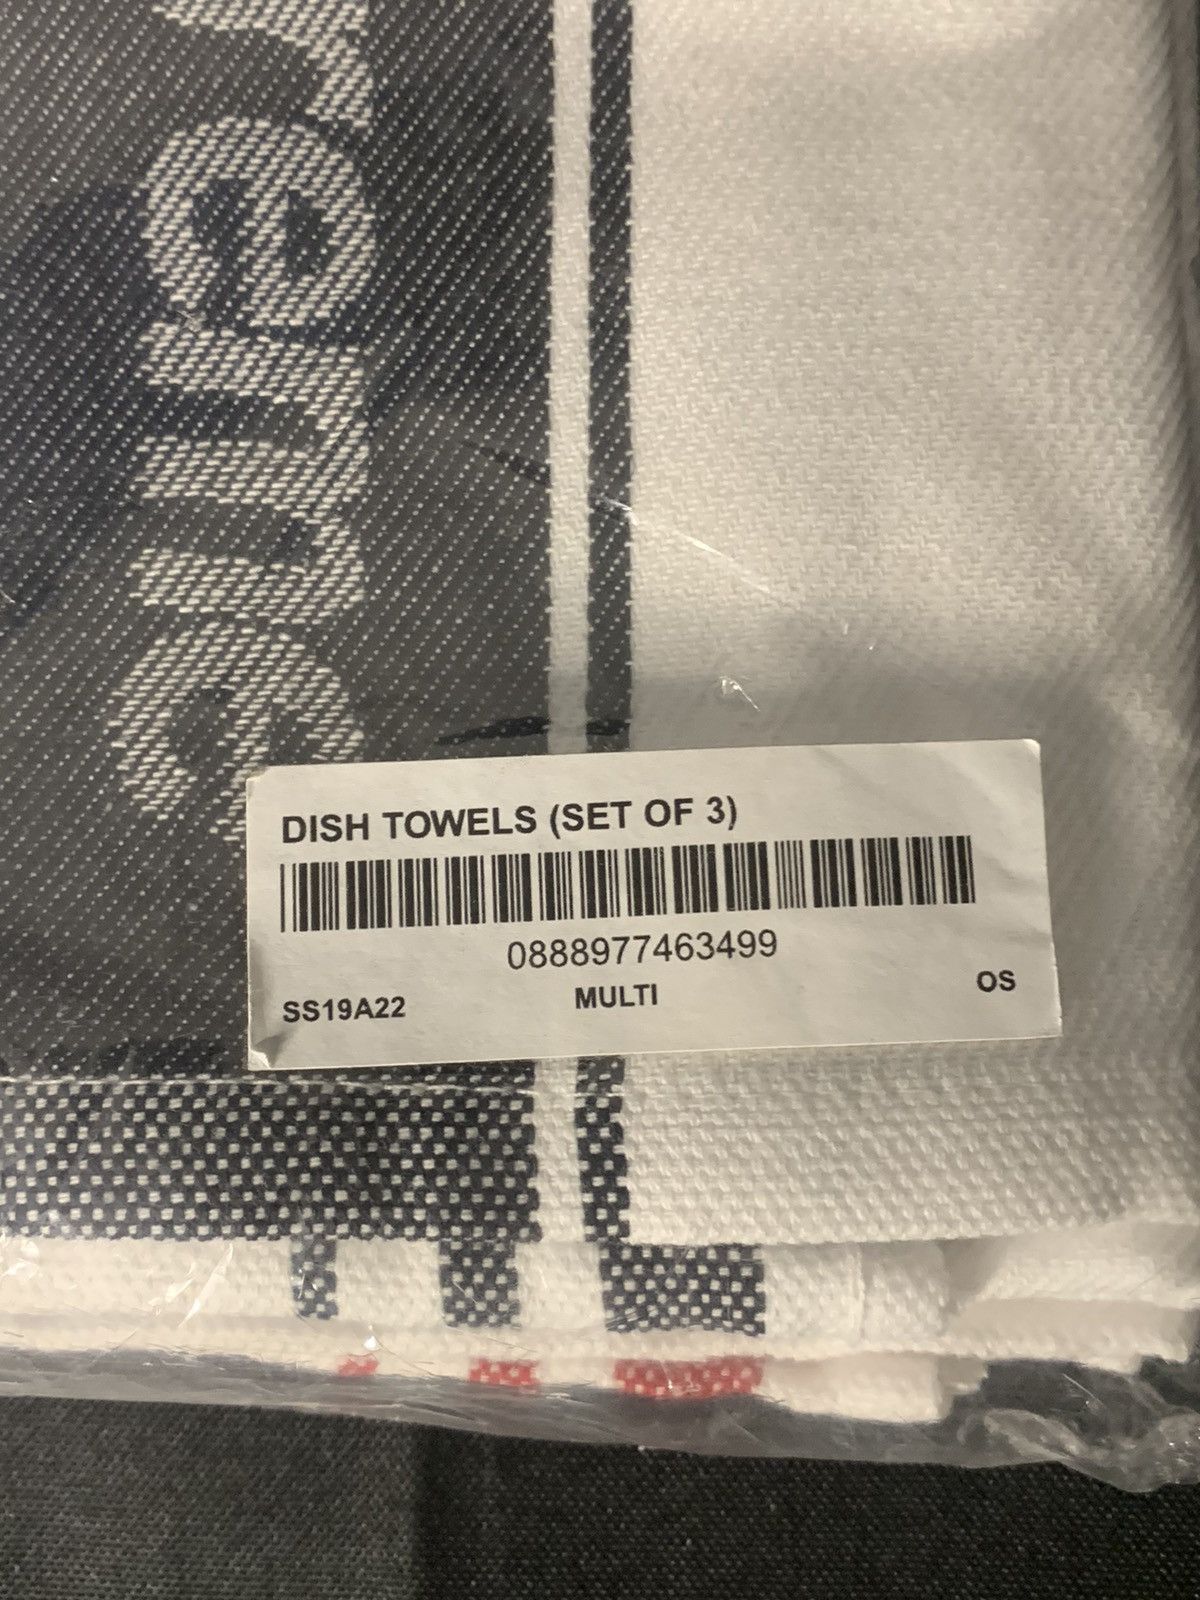 DISH TOWELS (SET OF 3)
0888977463499
SS19A22
MULTI
OS